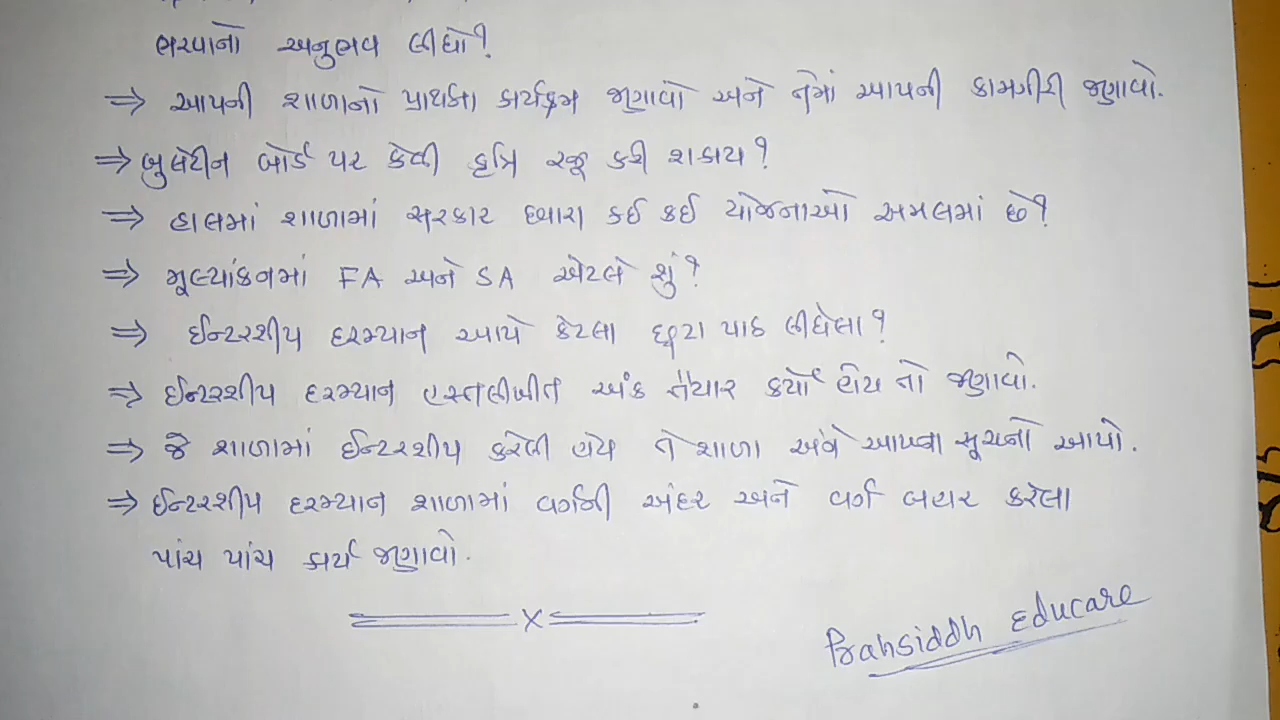 ભરવાનો અનુભવ લીધો?
⇒ આપની શાળાનો પ્રાર્થના કાર્યક્રમ જણાવો અને તેમાં આપની કામગીરી જણાવો.
⇒ બુલેટીન બોર્ડ પર કેવી કૃતિ રજૂ કરી શકાય?
⇒ હાલમાં શાળામાં સરકાર દ્વારા કઈ કઈ યોજનાઓ અમલમાં છે?
⇒ મૂલ્યાંકનમાં FA અને SA એટલે શું?
⇒ ઈન્ટરશીપ દરમ્યાન આપે કેટલા છૂટા પાઠ લીધેલા?
⇒ ઈન્ટરશીપ દરમ્યાન હસ્તલીખીત અંક તૈયાર કર્યો હોય તો જણાવો.
⇒ જે શાળામાં ઈન્ટરશીપ કરેલી હોય તે શાળા અંગે આપના સૂચનો આપો.
⇒ ઈન્ટરશીપ દરમ્યાન શાળામાં વર્ગની અંદર અને વર્ગ બહાર કરેલા
પાંચ પાંચ કાર્ય જણાવો.
X
Prahsiddh Educare